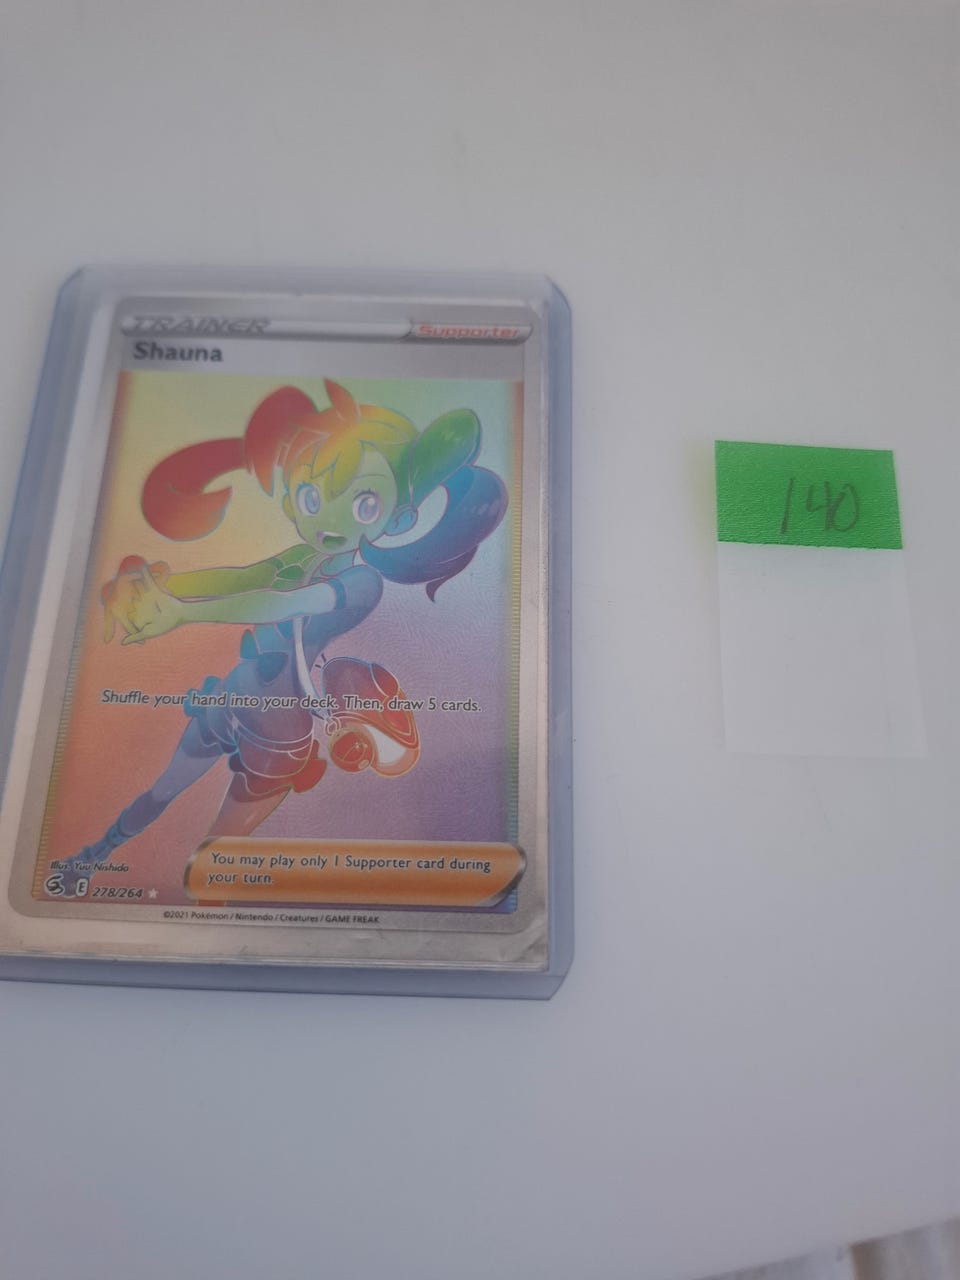 TRAINER
Supporter
Shauna
Shuffle your hand into your deck. Then, draw 5 cards.
Illus. Yuu Nishida
You may play only 1 Supporter card during
your turn.
E 278/264
©2021 Pokémon / Nintendo / Creatures / GAME FREAK
140